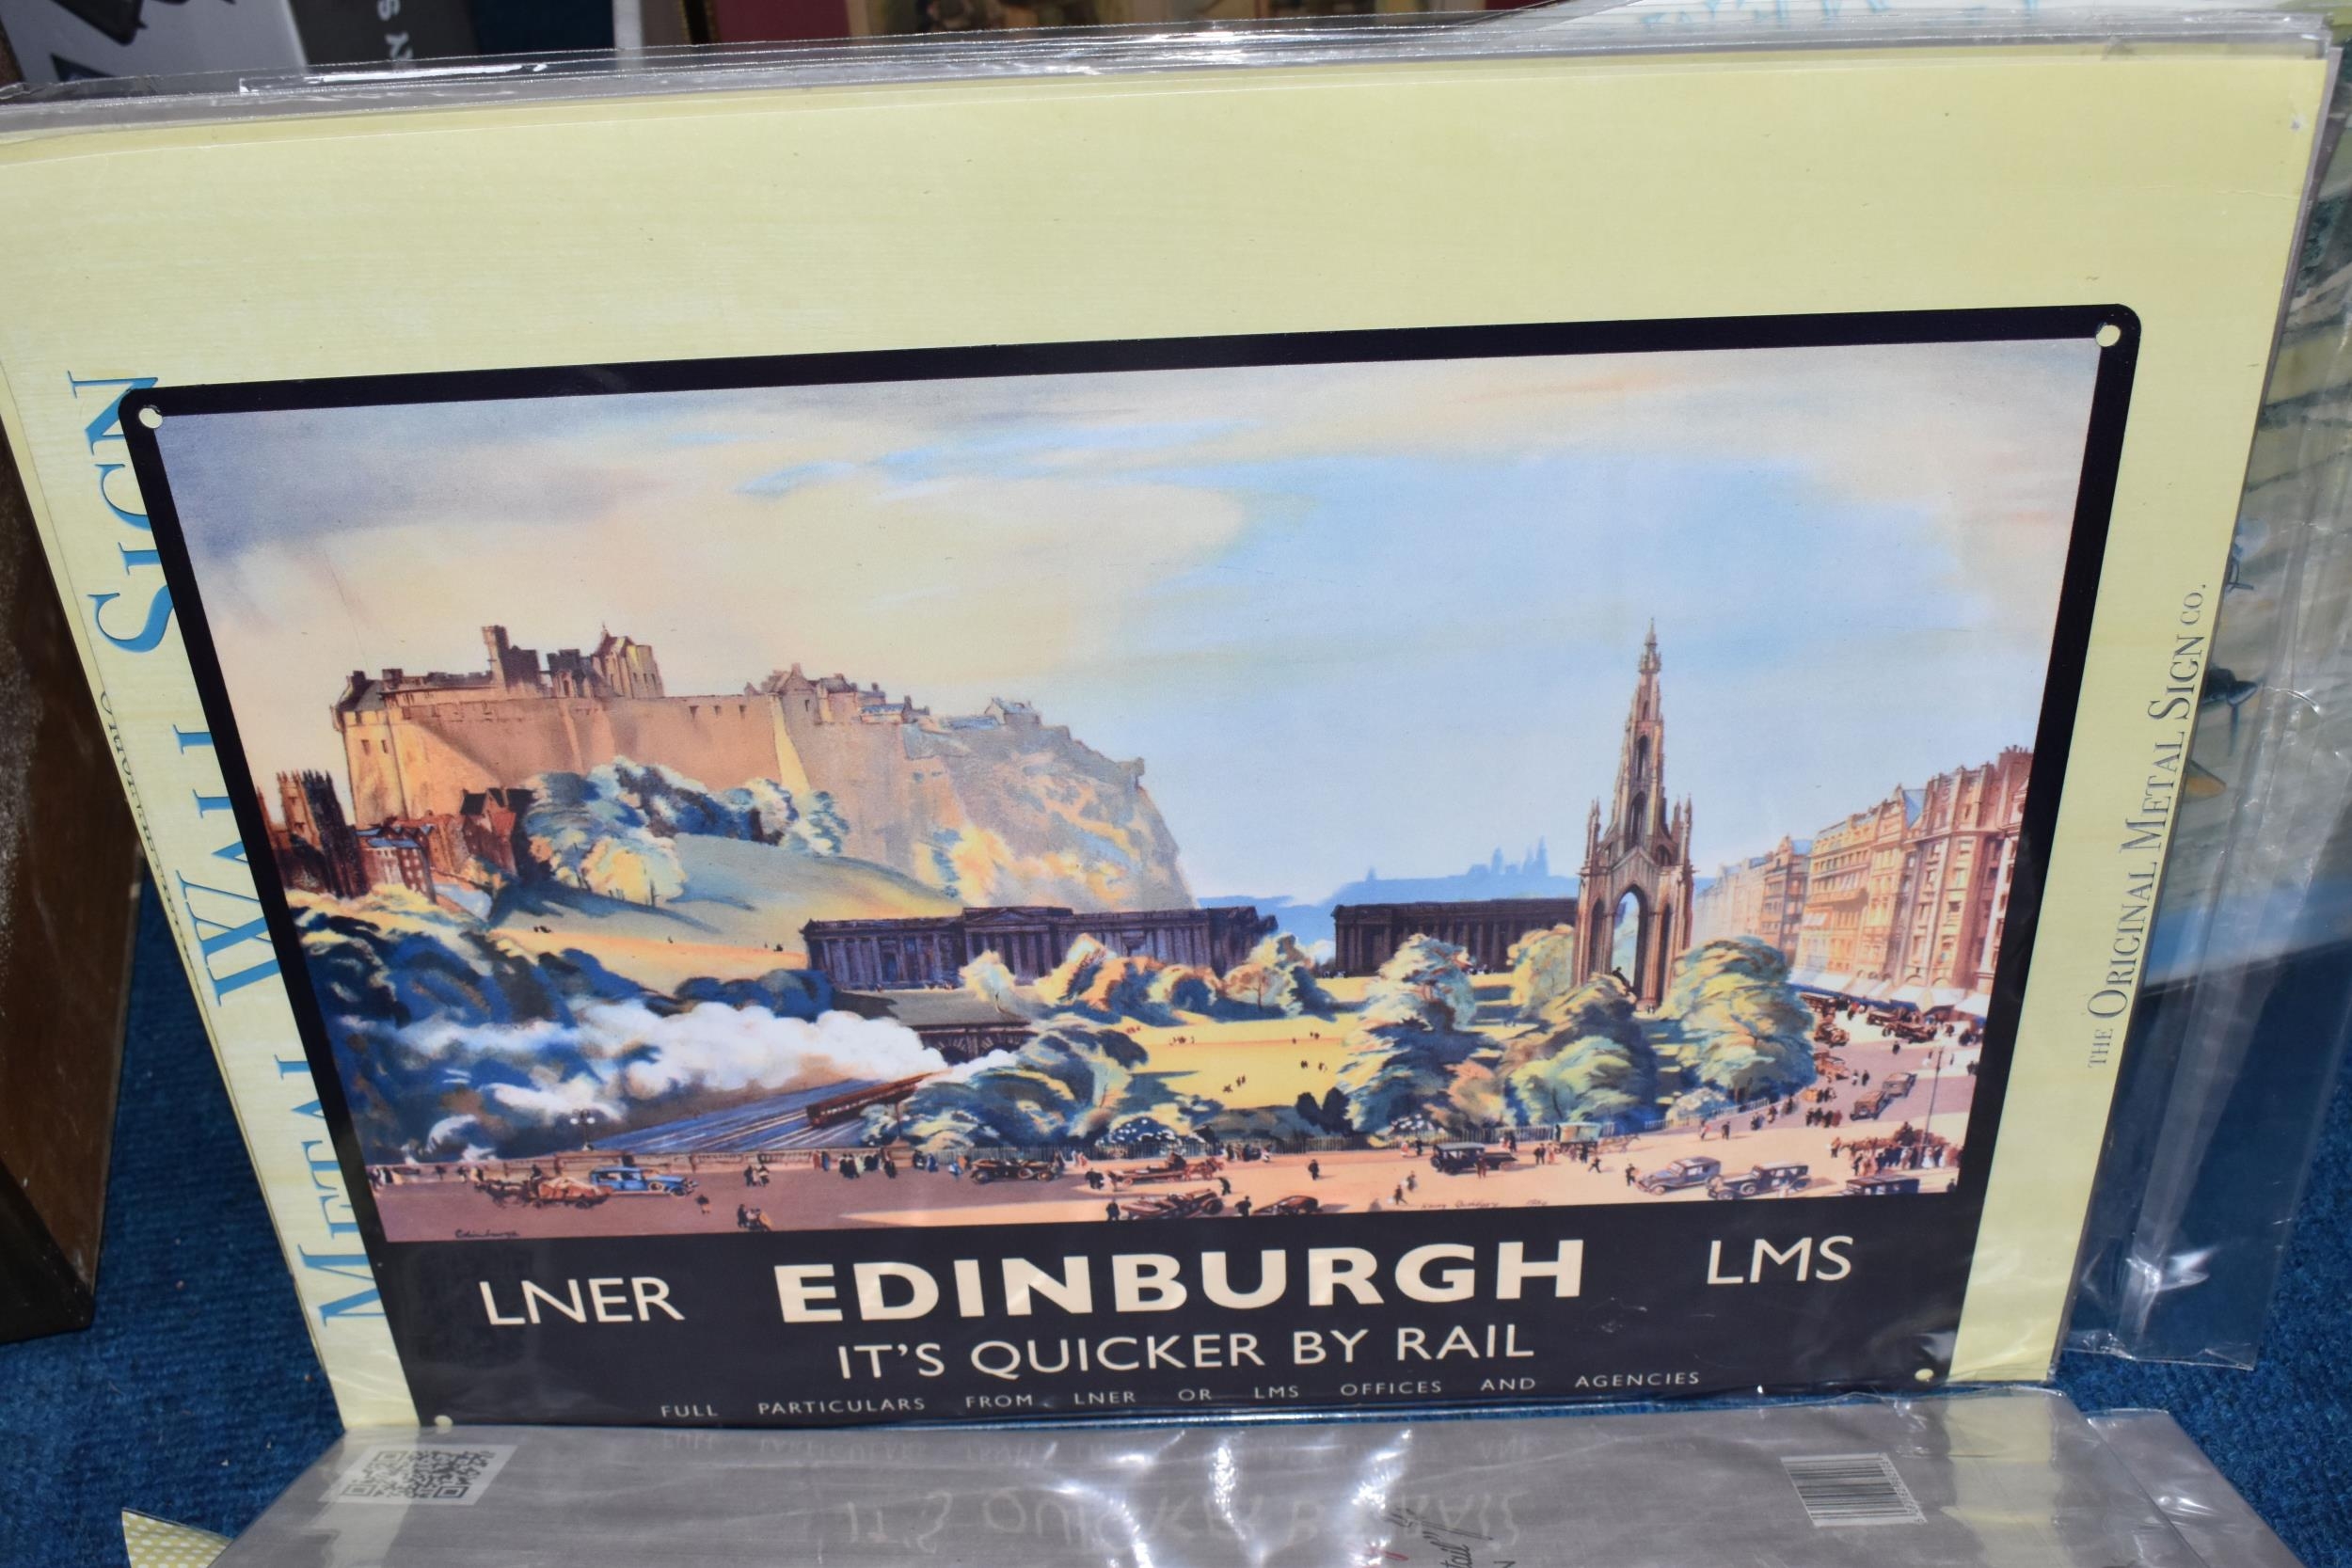 METAL WALL SIGN
THE ORIGINAL METAL SIGN CO.
Edinburgh
LNER EDINBURGH LMS
IT'S QUICKER BY RAIL
FULL PARTICULARS FROM LNER OR LMS OFFICES AND AGENCIES